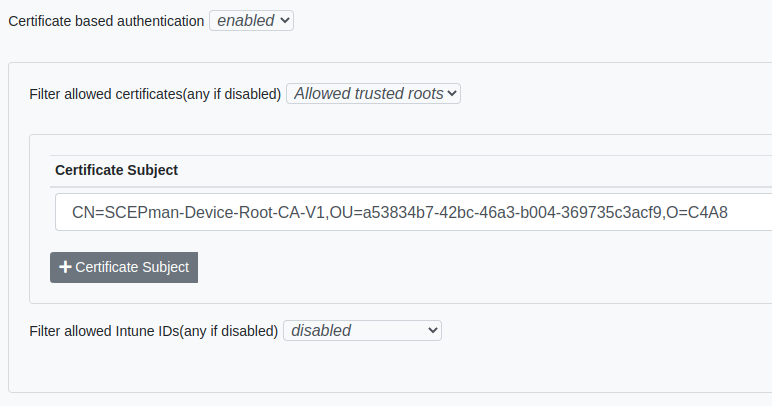 Certificate based authentication enabled
Filter allowed certificates(any if disabled) Allowed trusted roots
Certificate Subject
CN=SCEPman-Device-Root-CA-V1,OU=a53834b7-42bc-46a3-b004-369735c3acf9,O=C4A8
+ Certificate Subject
Filter allowed Intune IDs(any if disabled) disabled